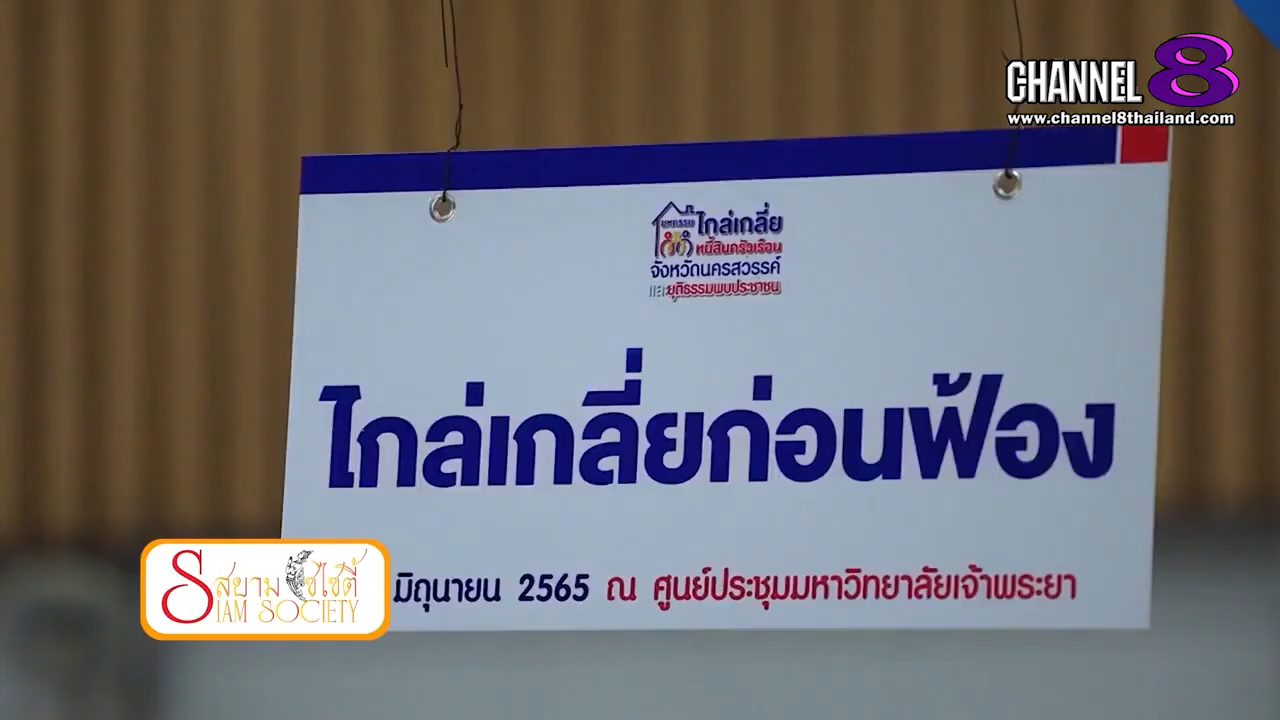 CHANNEL 8
www.channel8thailand.com
มหกรรม ไกล่เกลี่ย
หนี้สินครัวเรือน
จังหวัดนครสวรรค์
และยุติธรรมพบประชาชน
ไกล่เกลี่ยก่อนฟ้อง
มิถุนายน 2565 ณ ศูนย์ประชุมมหาวิทยาลัยเจ้าพระยา
สยาม โซไซตี้
SIAM SOCIETY